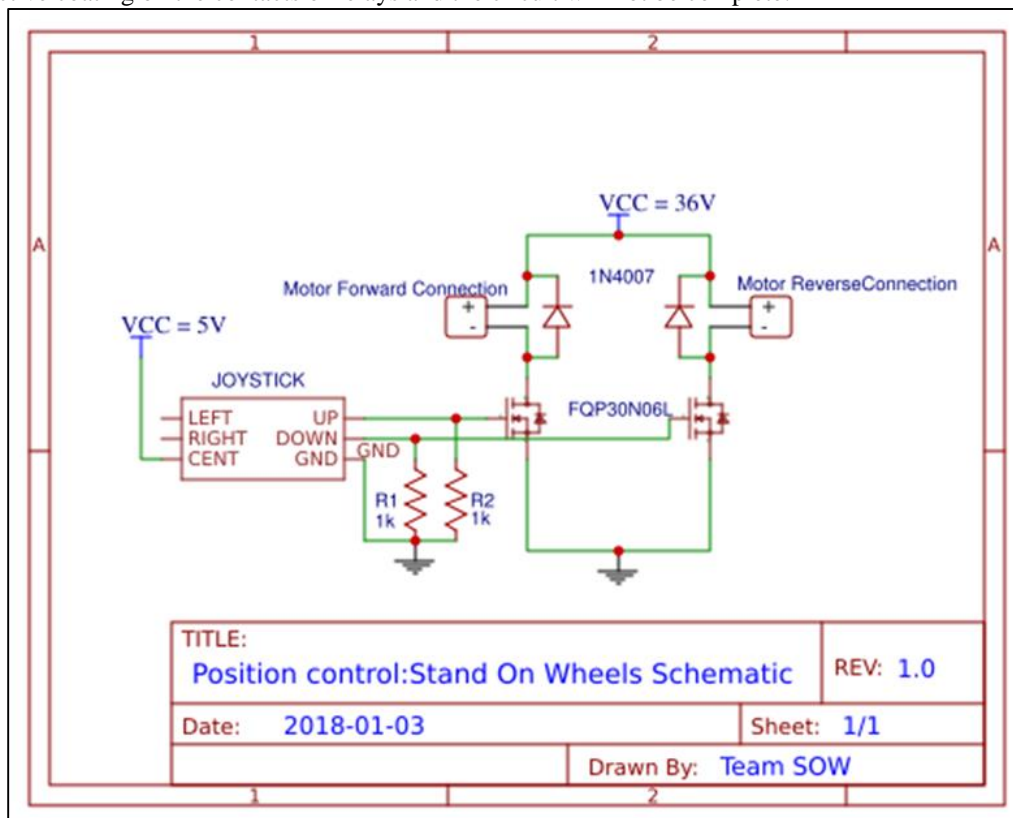 1 2
VCC = 36V
1N4007
Motor Forward Connection
+
-
Motor ReverseConnection
+
-
A A
VCC = 5V
JOYSTICK
LEFT UP
RIGHT DOWN
CENT GND
GND
FQP30N06L
R1
1k
R2
1k
TITLE:
Position control:Stand On Wheels Schematic
REV: 1.0
Date: 2018-01-03
Sheet: 1/1
Drawn By: Team SOW
1 2